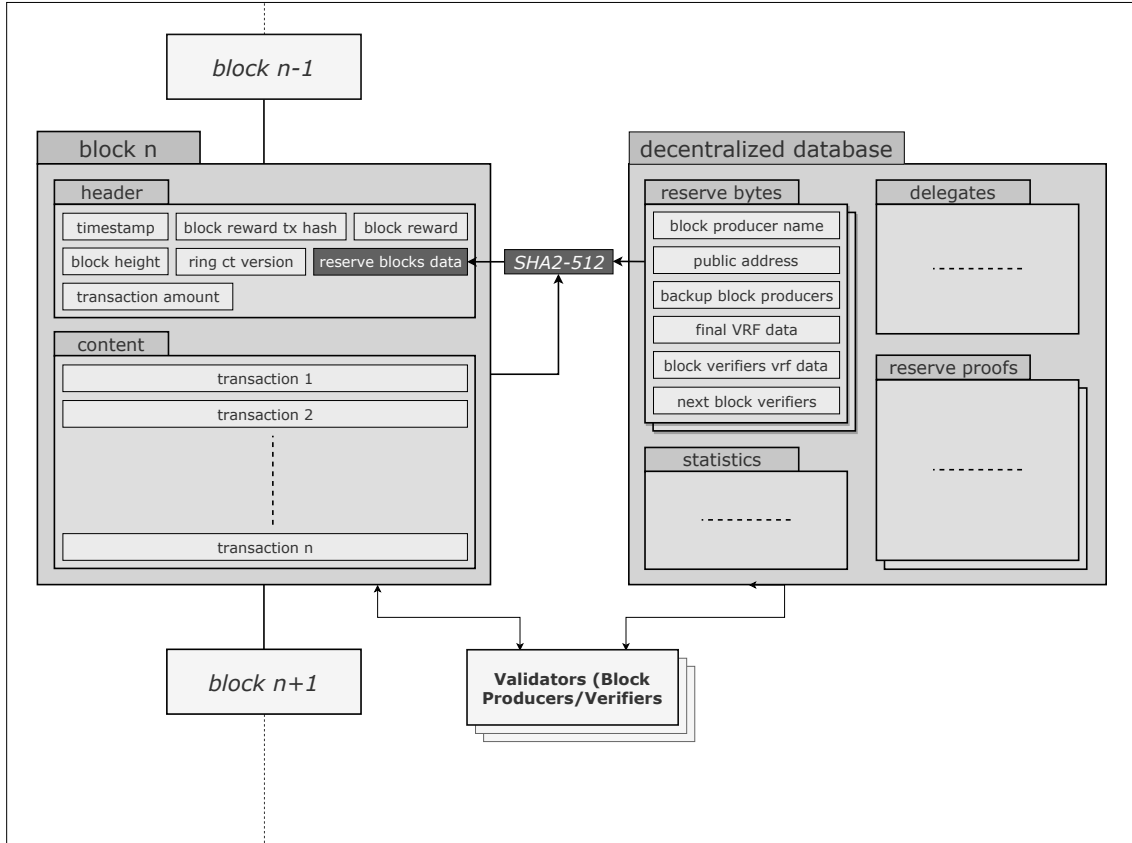 block n-1
block n
header
timestamp
block reward tx hash
block reward
block height
ring ct version
reserve blocks data
transaction amount
content
transaction 1
transaction 2
transaction n
SHA2-512
decentralized database
reserve bytes
block producer name
public address
backup block producers
final VRF data
block verifiers vrf data
next block verifiers
delegates
reserve proofs
statistics
block n+1
Validators (Block
Producers/Verifiers